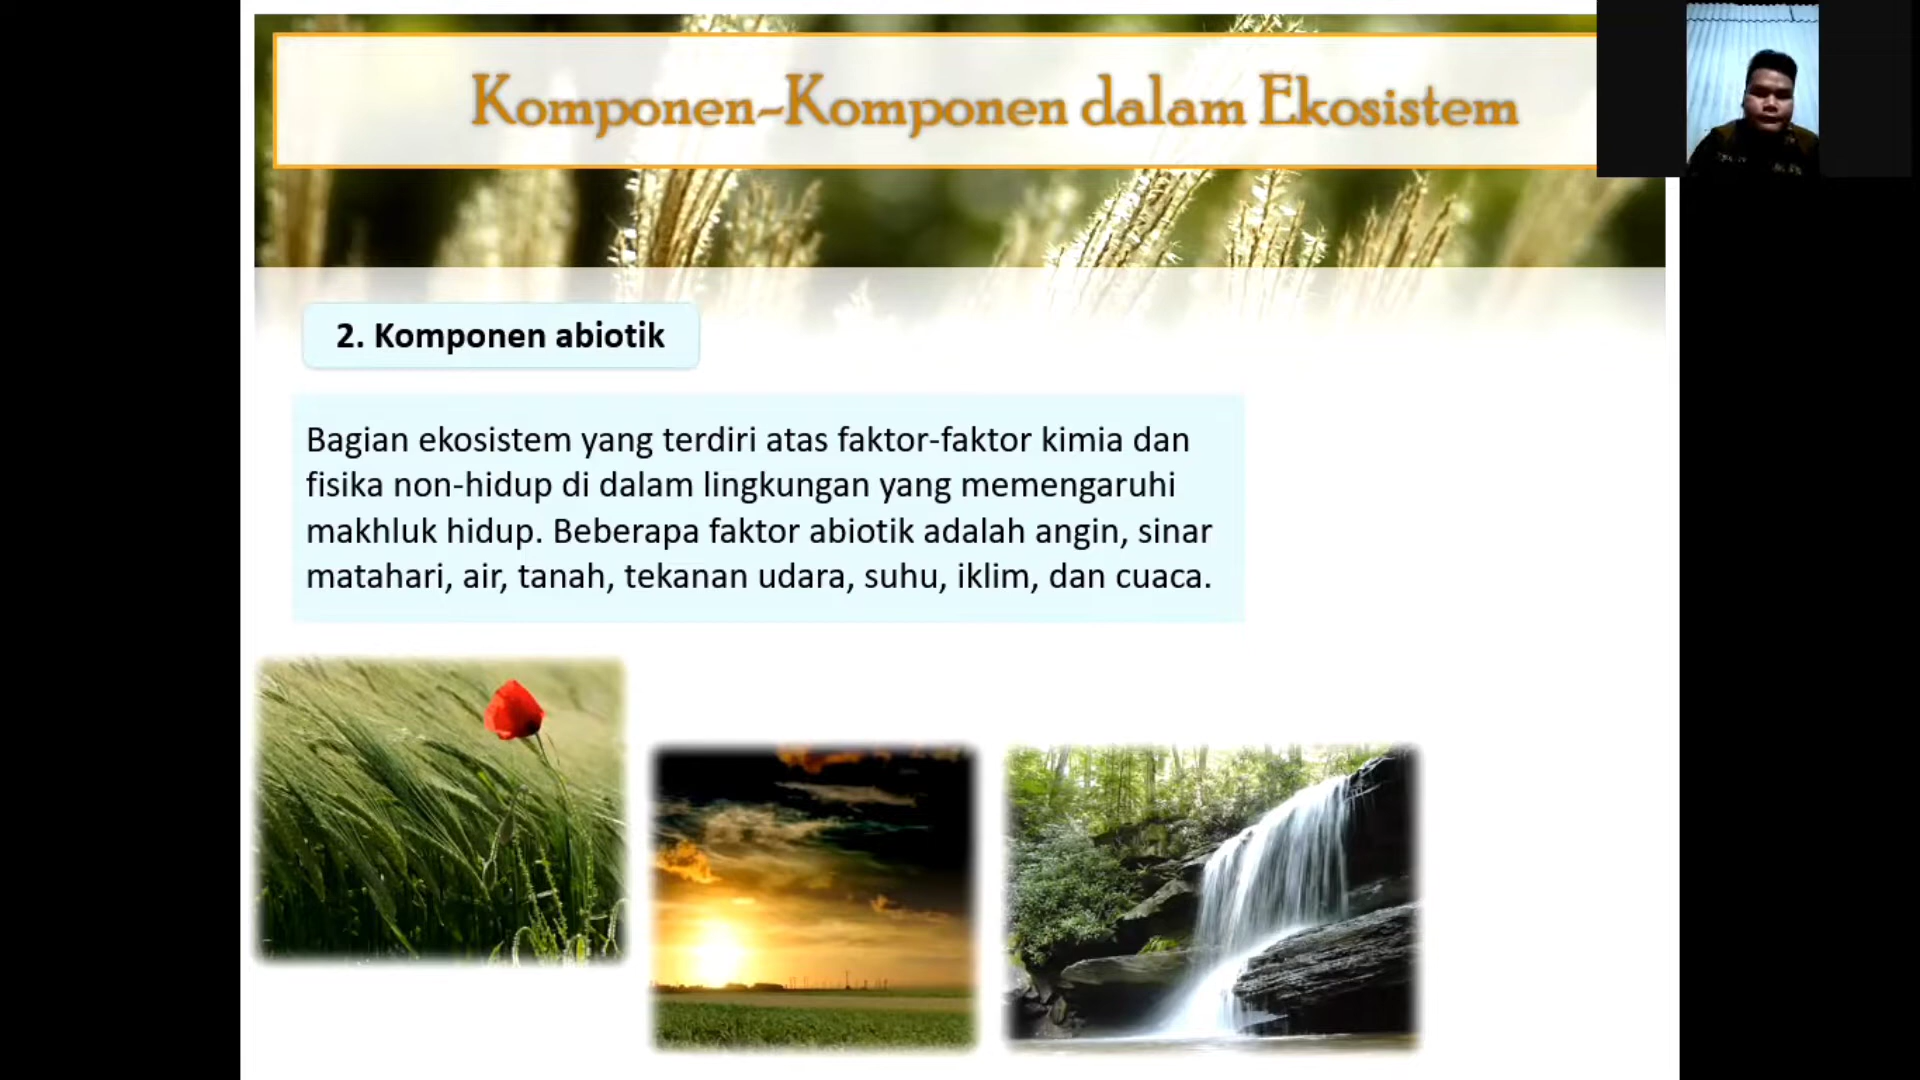 Komponen-Komponen dalam Ekosistem
2. Komponen abiotik
Bagian ekosistem yang terdiri atas faktor-faktor kimia dan
fisika non-hidup di dalam lingkungan yang memengaruhi
makhluk hidup. Beberapa faktor abiotik adalah angin, sinar
matahari, air, tanah, tekanan udara, suhu, iklim, dan cuaca.